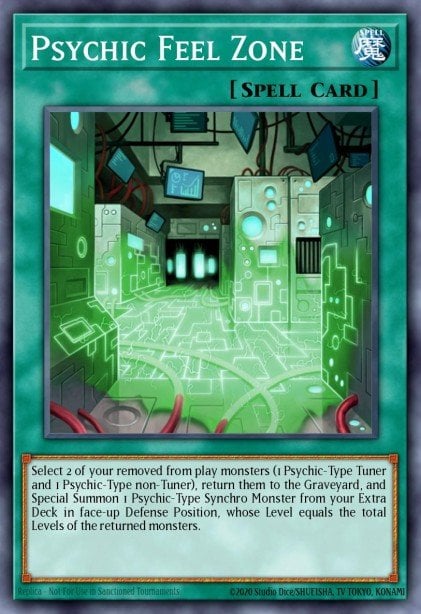 PSYCHIC FEEL ZONE
SPELL
魔
[SPELL CARD]
Select 2 of your removed from play monsters (1 Psychic-Type Tuner
and 1 Psychic-Type non-Tuner), return them to the Graveyard, and
Special Summon 1 Psychic-Type Synchro Monster from your Extra
Deck in face-up Defense Position, whose Level equals the total
Levels of the returned monsters.
Replica - Not For Use in Sanctioned Tournaments
©2020 Studio Dice/SHUEISHA, TV TOKYO, KONAMI